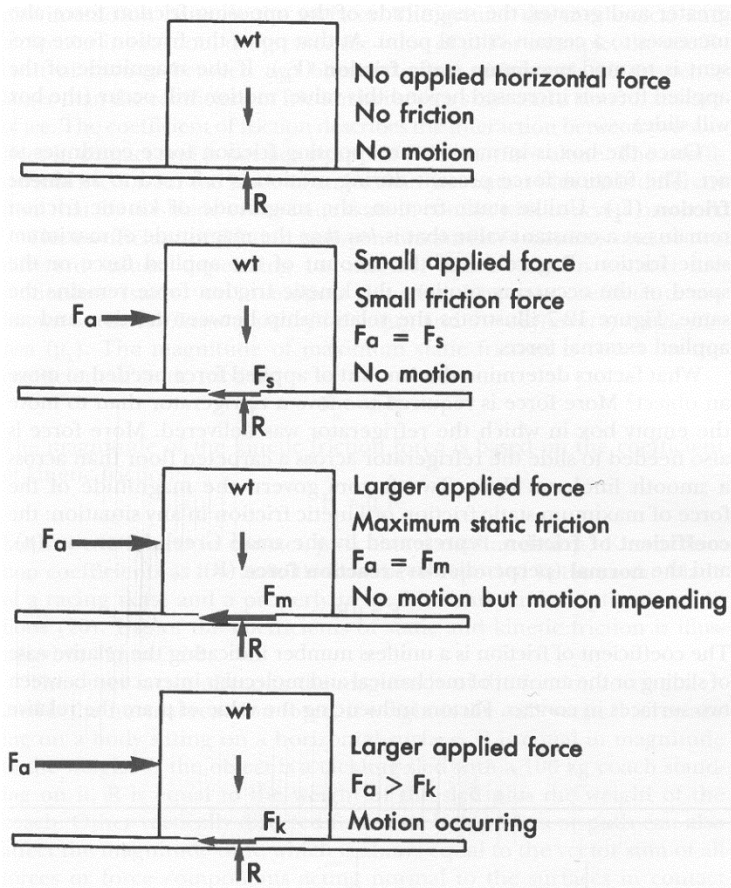 wt
No applied horizontal force
No friction
No motion
R
wt
Small applied force
Small friction force
Fa
Fa = Fs
No motion
Fs
R
wt
Larger applied force
Maximum static friction
Fa
Fa = Fm
No motion but motion impending
Fm
R
wt
Larger applied force
Fa
Fa Fk
Motion occurring
Fk
R